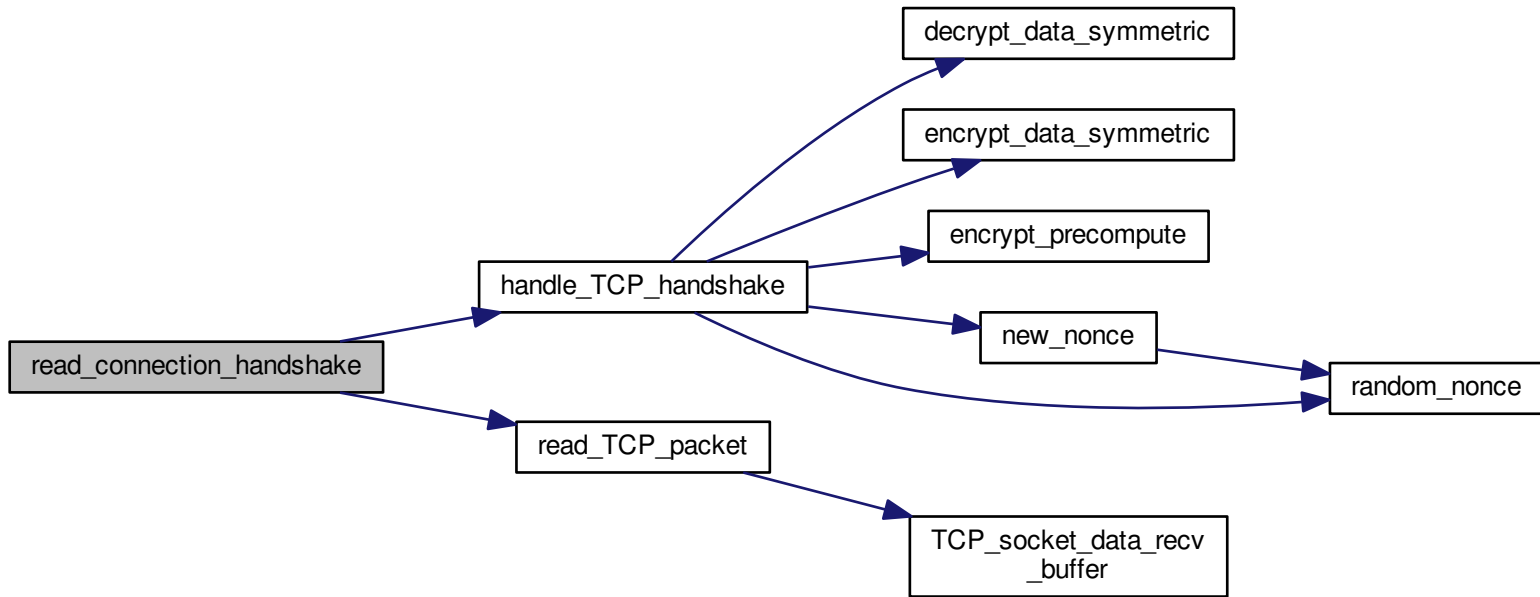 decrypt_data_symmetric
encrypt_data_symmetric
encrypt_precompute
handle_TCP_handshake
new_nonce
read_connection_handshake
random_nonce
read_TCP_packet
TCP_socket_data_recv
_buffer